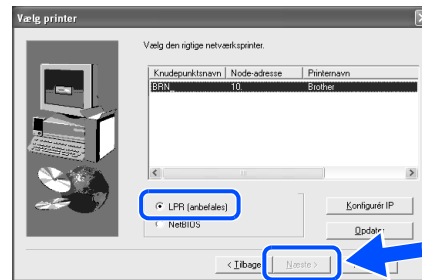 Vælg printer
Vælg den rigtige netværksprinter.
Knudepunktsnavn Node-adresse Printernavn
BRN_ 10. Brother
LPR (anbefales)
NetBIOS
Konfigurér IP
Opdater
< Tilbage
Næste >